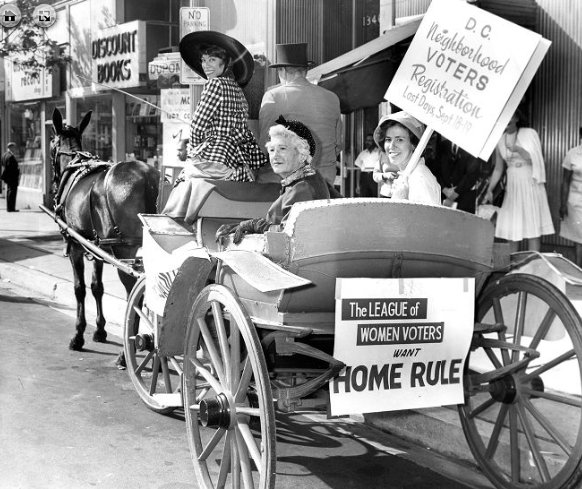 NO
PARKING
DISCOUNT
BOOKS
D.C.
Neighborhood
VOTERS
Registration
Last Days, Sept 18-19
The LEAGUE of
WOMEN VOTERS
WANT
HOME RULE